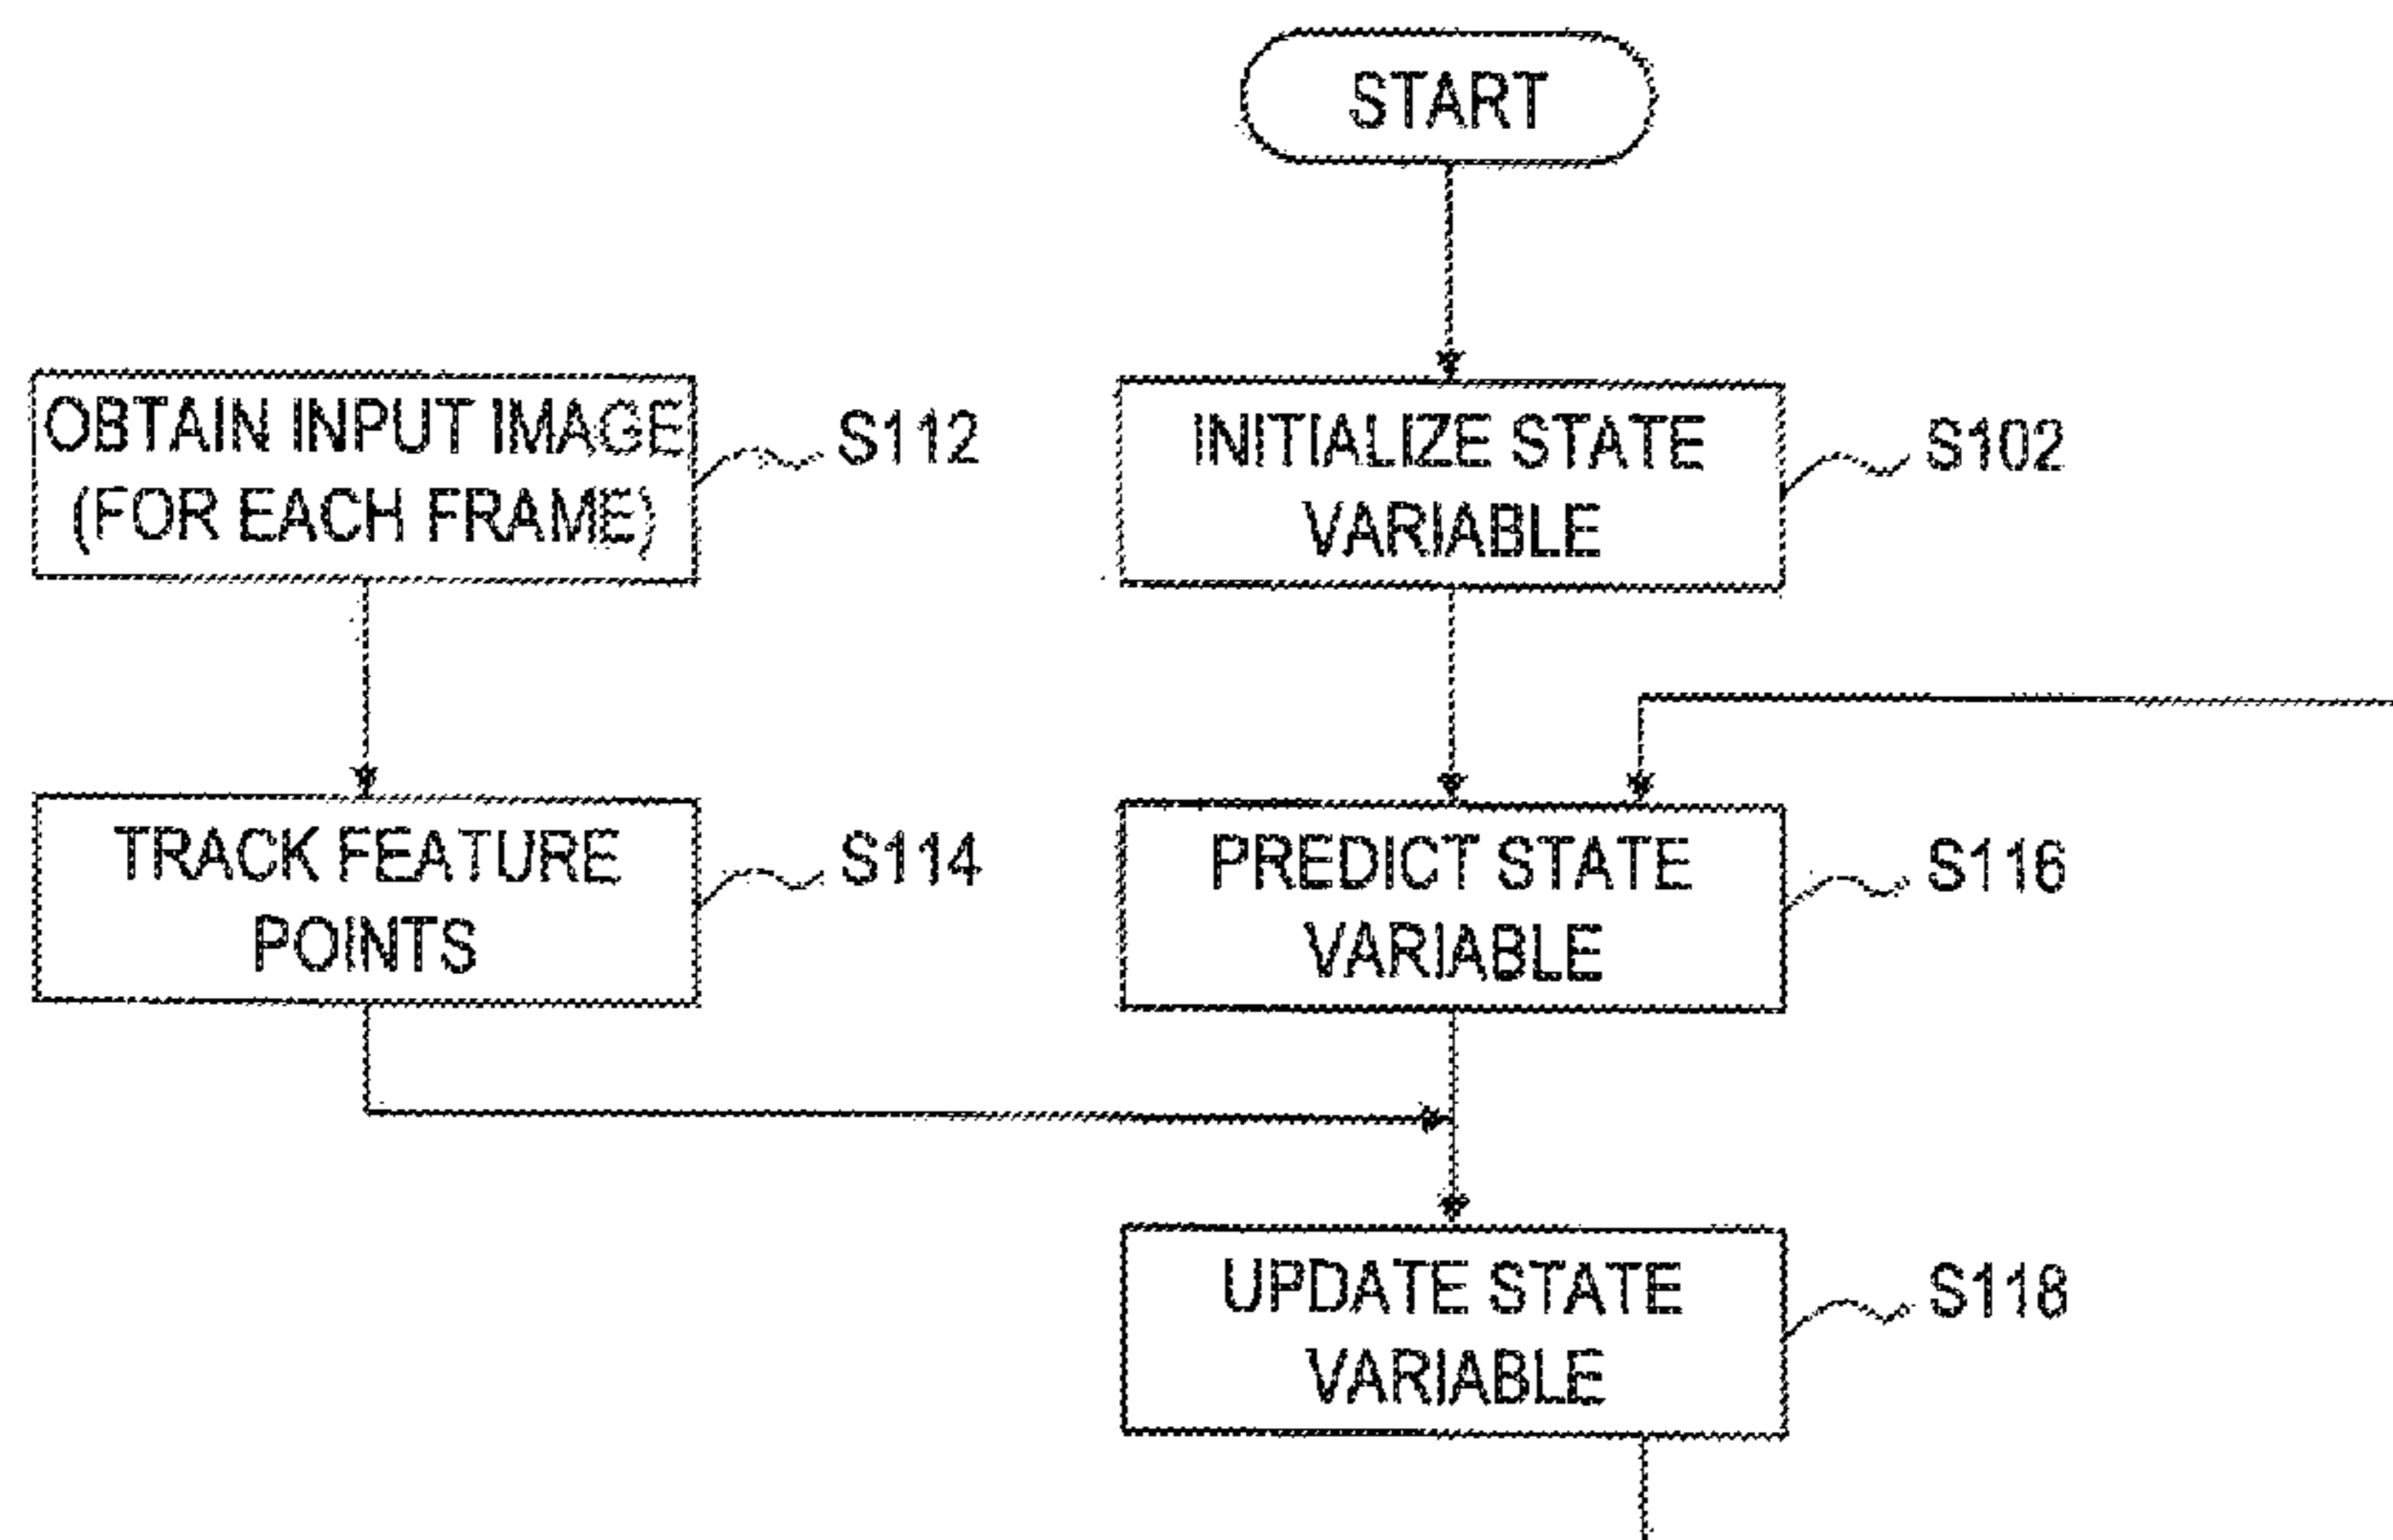 START
OBTAIN INPUT IMAGE
(FOR EACH FRAME)
S112
INITIALIZE STATE
VARIABLE
S102
TRACK FEATURE
POINTS
S114
PREDICT STATE
VARIABLE
S116
UPDATE STATE
VARIABLE
S118